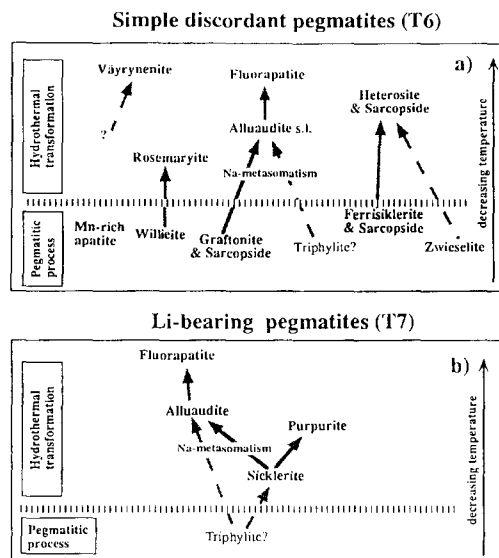 Simple discordant pegmatites (T6)
a)
Hydrothermal
transformation
Väyrynenite
Fluorapatite
Heterosite
& Sarcopside
?
Alluaudite s.l.
Rosemaryite
Na-metasomatism
decreasing temperature
Pegmatitic
process
Mn-rich
apatite
Willeite
Graftonite
& Sarcopside
Triphylite?
Ferrisiklerite
& Sarcopside
Zwieselite
Li-bearing pegmatites (T7)
b)
Hydrothermal
transformation
Fluorapatite
Alluaudite
Purpurite
Na-metasomatism
Sicklerite
decreasing temperature
Pegmatitic
process
Triphylite?